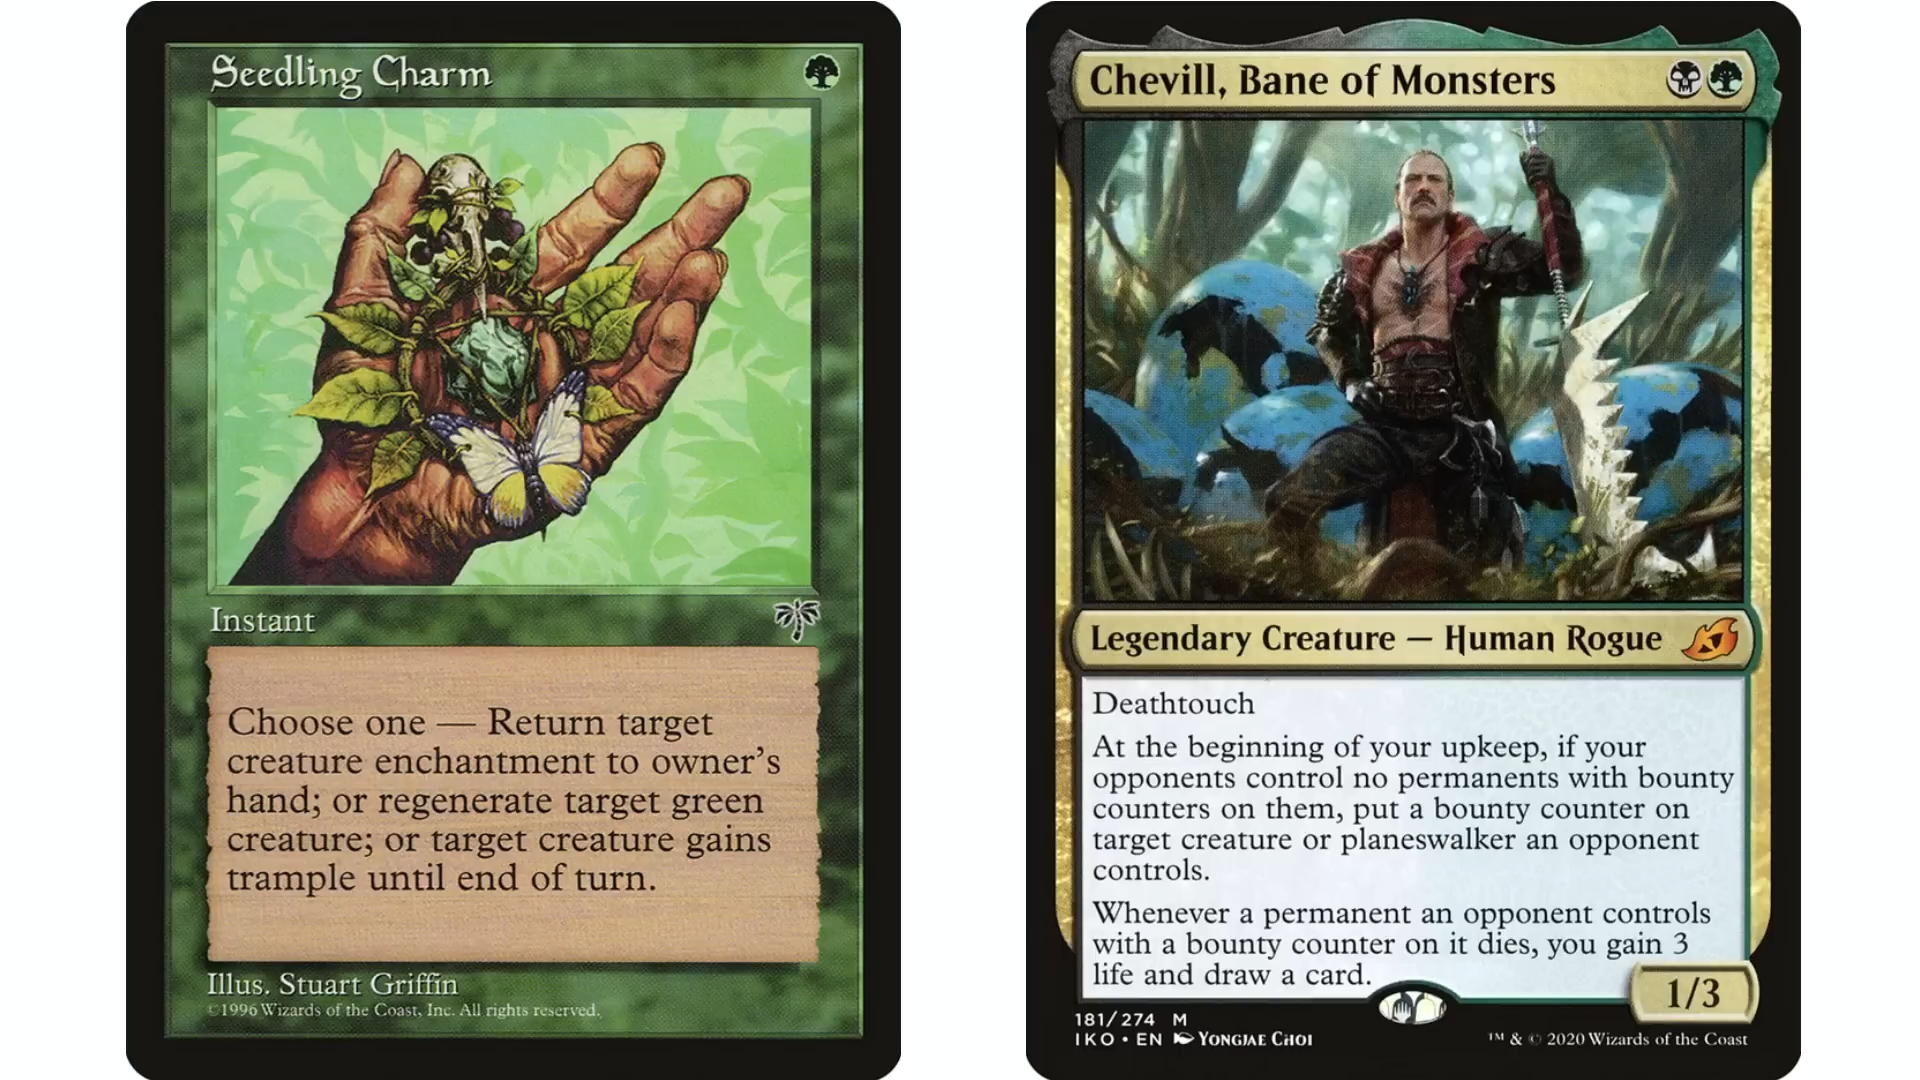 Seedling Charm
Instant
Choose one — Return target
creature enchantment to owner's
hand; or regenerate target green
creature; or target creature gains
trample until end of turn.
Illus. Stuart Griffin
©1996 Wizards of the Coast, Inc. All rights reserved.
Chevill, Bane of Monsters
Legendary Creature — Human Rogue
Deathtouch
At the beginning of your upkeep, if your
opponents control no permanents with bounty
counters on them, put a bounty counter on
target creature or planeswalker an opponent
controls.
Whenever a permanent an opponent controls
with a bounty counter on it dies, you gain 3
life and draw a card.
1/3
181/274 M
IKO • EN Yongjae Choi
™ & © 2020 Wizards of the Coast